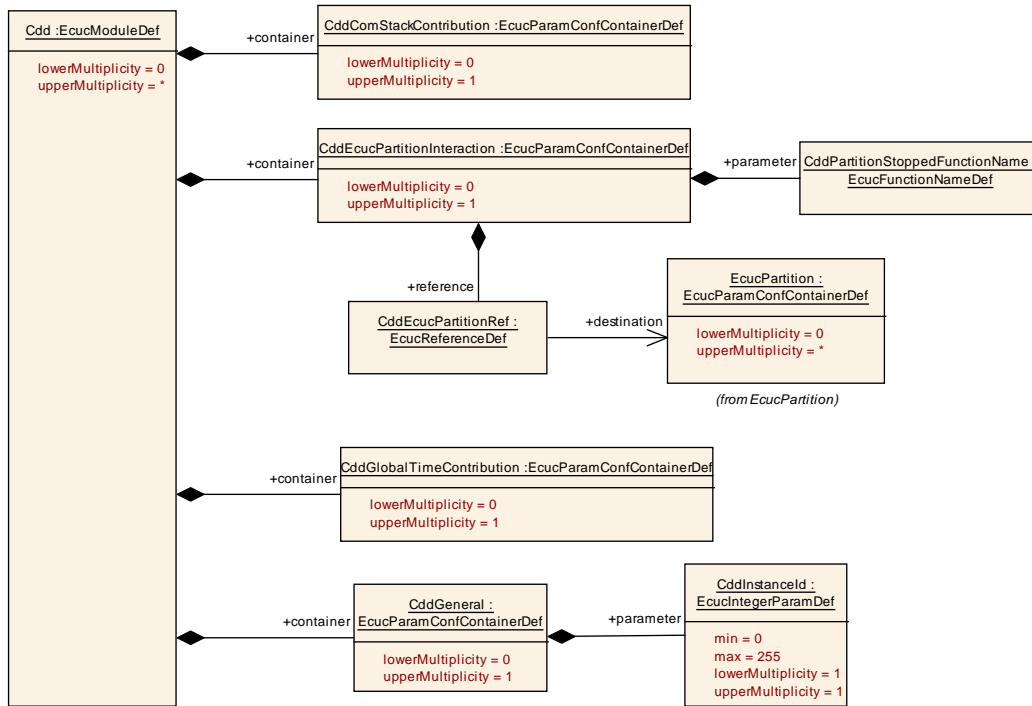 Cdd :EcucModuleDef
lowerMultiplicity = 0
upperMultiplicity = *
+container
CddComStackContribution :EcucParamConfContainerDef
lowerMultiplicity = 0
upperMultiplicity = 1
+container
CddEcucPartitionInteraction :EcucParamConfContainerDef
lowerMultiplicity = 0
upperMultiplicity = 1
+parameter
CddPartitionStoppedFunctionName
EcucFunctionNameDef
+reference
CddEcucPartitionRef :
EcucReferenceDef
+destination
EcucPartition :
EcucParamConfContainerDef
lowerMultiplicity = 0
upperMultiplicity = *
(from EcucPartition)
+container
CddGlobalTimeContribution :EcucParamConfContainerDef
lowerMultiplicity = 0
upperMultiplicity = 1
+container
CddGeneral :
EcucParamConfContainerDef
lowerMultiplicity = 0
upperMultiplicity = 1
+parameter
CddInstanceId :
EcucIntegerParamDef
min = 0
max = 255
lowerMultiplicity = 1
upperMultiplicity = 1